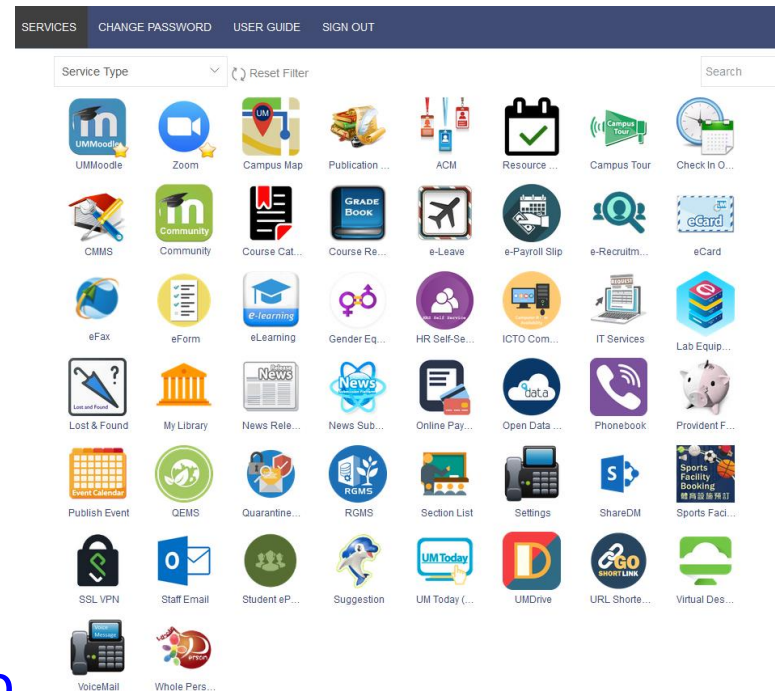 SERVICES CHANGE PASSWORD USER GUIDE SIGN OUT
Service Type Reset Filter Search
UMMoodle Zoom Campus Map Publication ... ACM Resource ... Campus Tour Check In O...
CMMS Community Course Cat... Course Re... e-Leave e-Payroll Slip e-Recruitm... eCard
eFax eForm eLearning Gender Eq... HR Self-Se... ICTO Com... IT Services Lab Equip...
Lost & Found My Library News Rele... News Sub... Online Pay... Open Data ... Phonebook Provident F...
Publish Event QEMS Quarantine... RGMS Section List Settings ShareDM Sports Faci...
SSL VPN Staff Email Student eP... Suggestion UM Today (... UMDrive URL Shorte... Virtual Des...
VoiceMail Whole Pers...